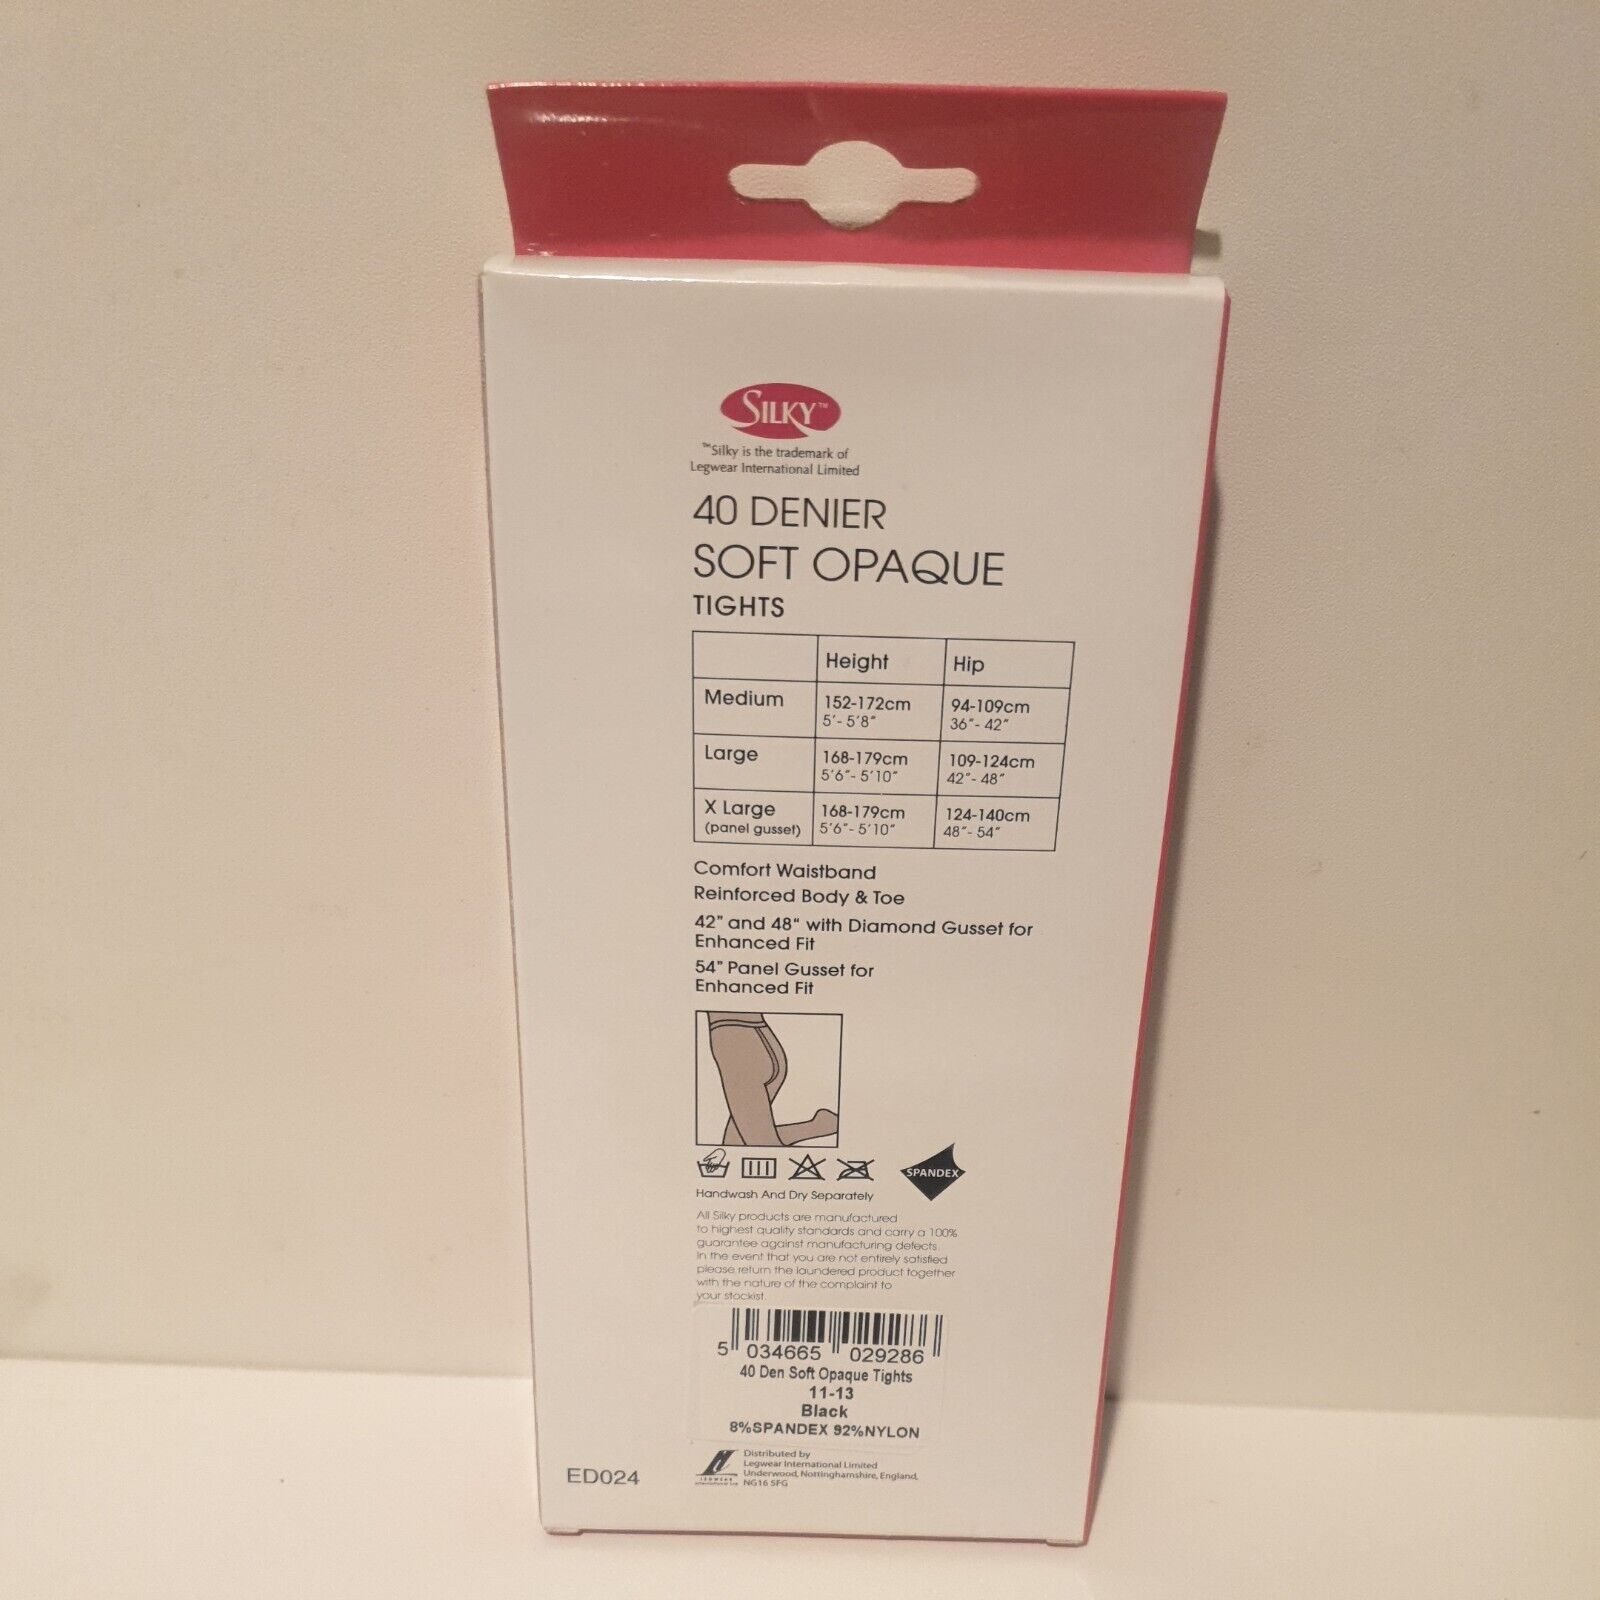 SILKY™
™Silky is the trademark of
Legwear International Limited
40 DENIER
SOFT OPAQUE
TIGHTS
Height Hip
Medium 152-172cm 94-109cm
5'- 5'8" 36"- 42"
Large 168-179cm 109-124cm
5'6"- 5'10" 42"- 48"
X Large 168-179cm 124-140cm
(panel gusset) 5'6"- 5'10" 48"- 54"
Comfort Waistband
Reinforced Body & Toe
42" and 48" with Diamond Gusset for
Enhanced Fit
54" Panel Gusset for
Enhanced Fit
SPANDEX
Handwash And Dry Separately
All Silky products are manufactured
to highest quality standards and carry a 100%
guarantee against manufacturing defects.
In the event that you are not entirely satisfied
please return the laundered product together
with the nature of the complaint to
your stockist.
5 034665 029286
40 Den Soft Opaque Tights
11-13
Black
8%SPANDEX 92%NYLON
Distributed by
Legwear International Limited
Underwood, Nottinghamshire, England,
NG16 5FG
LEGWEAR
International Ltd
ED024